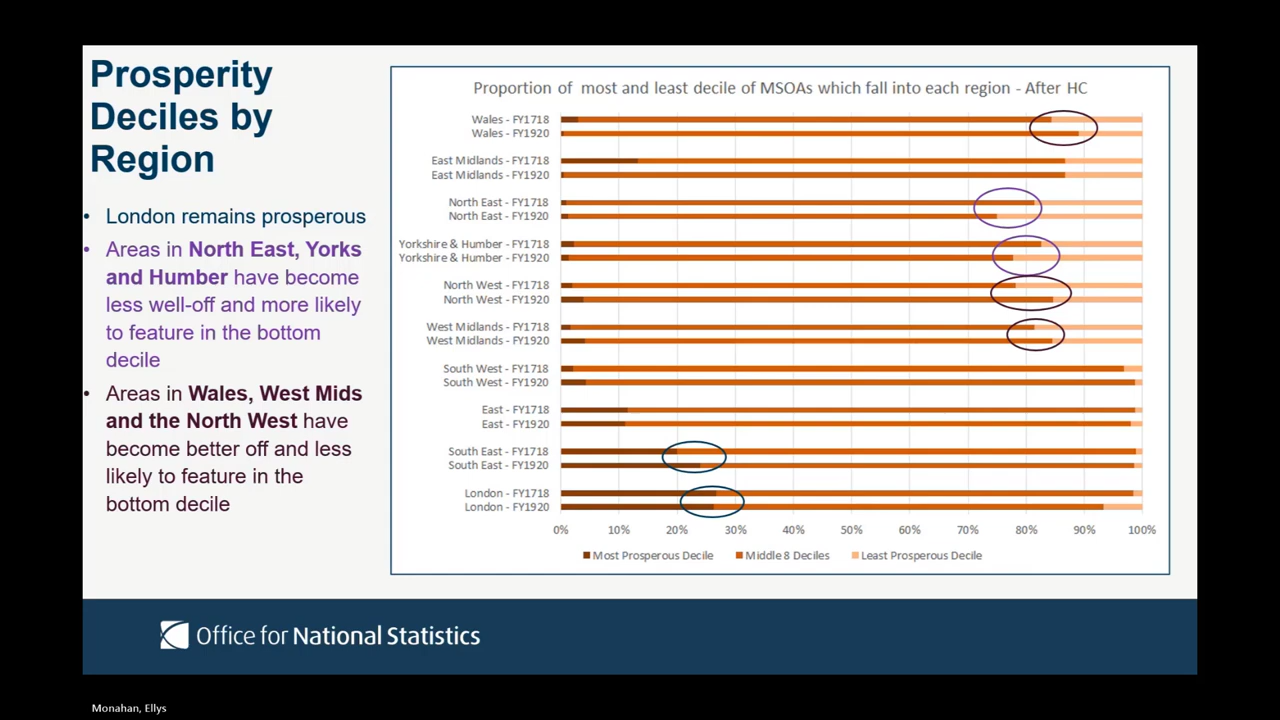 Prosperity
Deciles by
Region
• London remains prosperous
• Areas in North East, Yorks
and Humber have become
less well-off and more likely
to feature in the bottom
decile
• Areas in Wales, West Mids
and the North West have
become better off and less
likely to feature in the
bottom decile
Proportion of most and least decile of MSOAs which fall into each region - After HC
Wales - FY1718
Wales - FY1920
East Midlands - FY1718
East Midlands - FY1920
North East - FY1718
North East - FY1920
Yorkshire & Humber - FY1718
Yorkshire & Humber - FY1920
North West - FY1718
North West - FY1920
West Midlands - FY1718
West Midlands - FY1920
South West - FY1718
South West - FY1920
East - FY1718
East - FY1920
South East - FY1718
South East - FY1920
London - FY1718
London - FY1920
0% 10% 20% 30% 40% 50% 60% 70% 80% 90% 100%
Most Prosperous Decile Middle 8 Deciles Least Prosperous Decile
Office for National Statistics
Monahan, Ellys